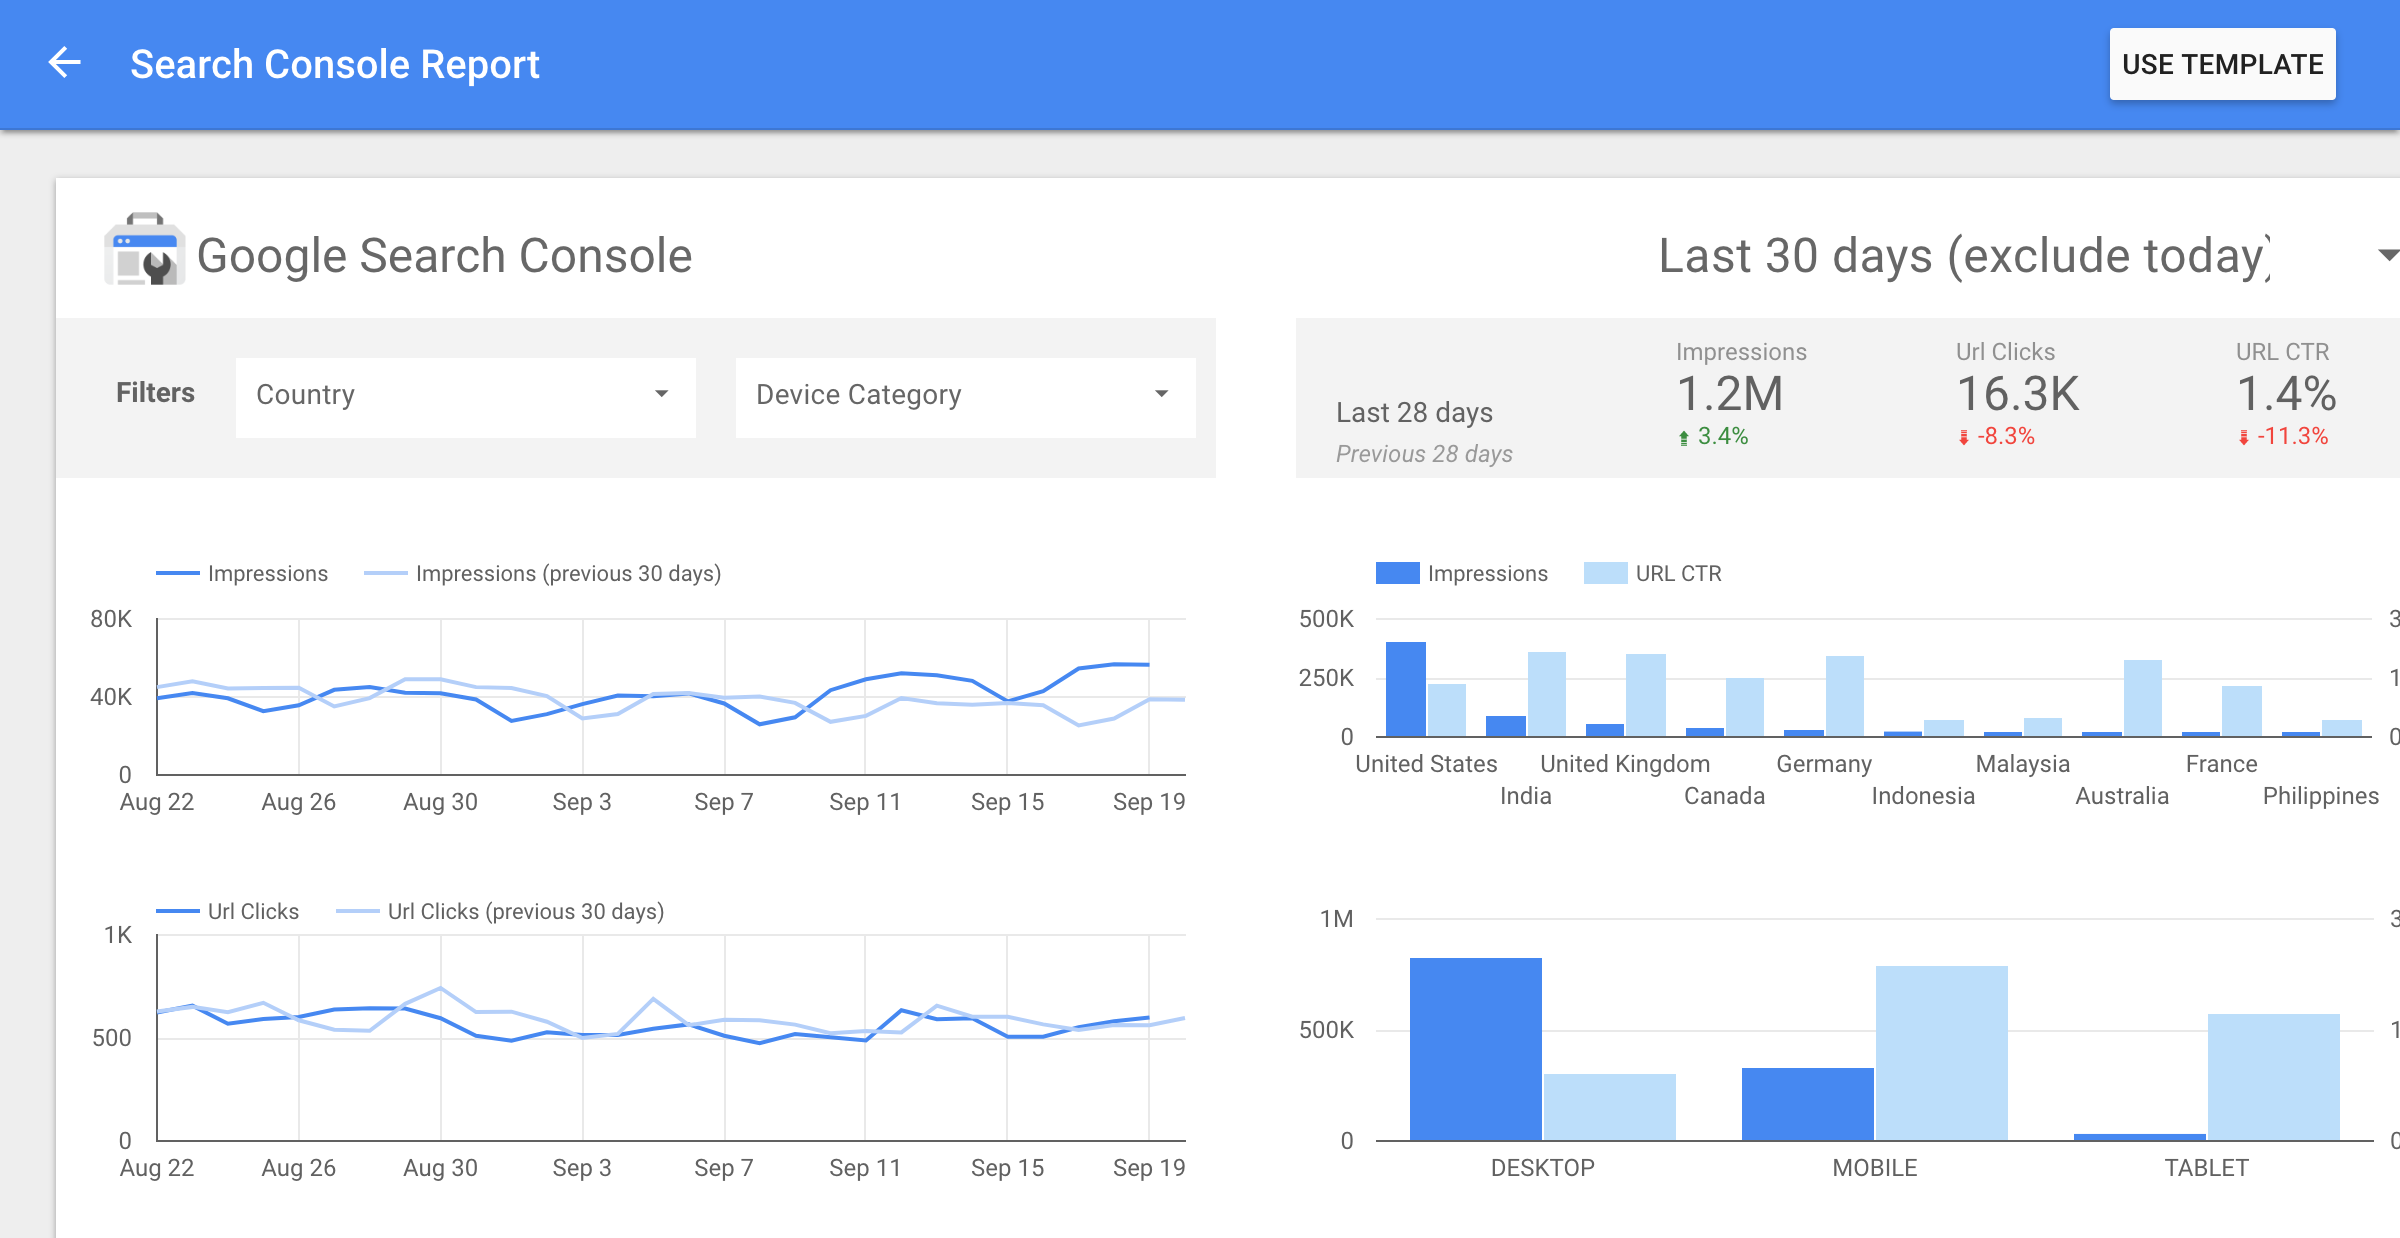 Search Console Report
USE TEMPLATE
Google Search Console
Last 30 days (exclude today)
Filters
Country
Device Category
Last 28 days
Previous 28 days
Impressions
1.2M
3.4%
Url Clicks
16.3K
-8.3%
URL CTR
1.4%
-11.3%
Impressions Impressions (previous 30 days)
80K
40K
0
Aug 22 Aug 26 Aug 30 Sep 3 Sep 7 Sep 11 Sep 15 Sep 19
Impressions URL CTR
500K
250K
0
United States United Kingdom Germany Malaysia France
India Canada Indonesia Australia Philippines
Url Clicks Url Clicks (previous 30 days)
1K
500
0
Aug 22 Aug 26 Aug 30 Sep 3 Sep 7 Sep 11 Sep 15 Sep 19
1M
500K
0
DESKTOP MOBILE TABLET